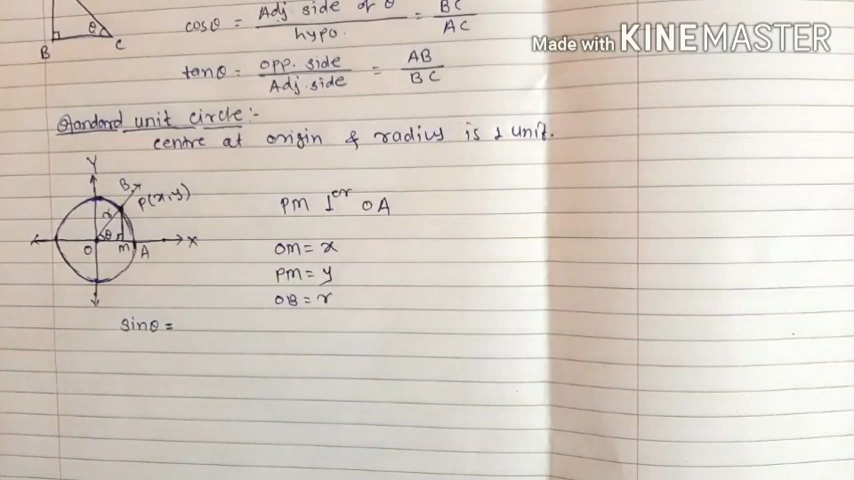 Made with KINEMASTER
θ
B
C
cosθ = Adj. side of θ / hypo. = BC / AC
tanθ = opp. side / Adj. side = AB / BC
Standard unit circle:-
centre at origin & radius is 1 unit.
Y
B
P(x,y)
r
θ
O
M
A
X
PM ⊥er OA
OM = x
PM = y
OB = r
sinθ =